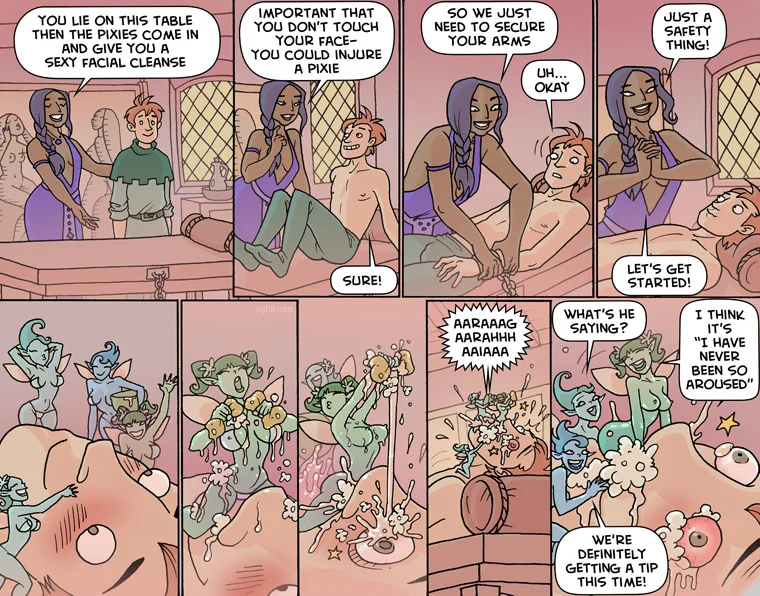 YOU LIE ON THIS TABLE
THEN THE PIXIES COME IN
AND GIVE YOU A
SEXY FACIAL CLEANSE
IMPORTANT THAT
YOU DON'T TOUCH
YOUR FACE-
YOU COULD INJURE
A PIXIE
SURE!
SO WE JUST
NEED TO SECURE
YOUR ARMS
UH...
OKAY
JUST A
SAFETY
THING!
LET'S GET
STARTED!
oglaf.com
AARAAAG
AARAHHH
AAIAAA
WHAT'S HE
SAYING?
I THINK
IT'S
"I HAVE
NEVER
BEEN SO
AROUSED"
WE'RE
DEFINITELY
GETTING A TIP
THIS TIME!